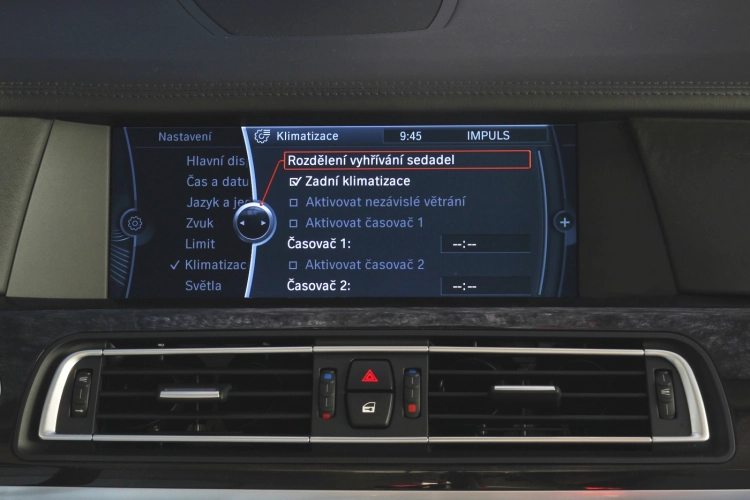 Nastavení
Klimatizace 9:45 IMPULS
Hlavní dis
Čas a datu
Jazyk a je
Zvuk
Limit
Klimatizac
Světla
Rozdělení vyhřívání sedadel
Zadní klimatizace
Aktivovat nezávislé větrání
Aktivovat časovač 1
Časovač 1: --:--
Aktivovat časovač 2
Časovač 2: --:--